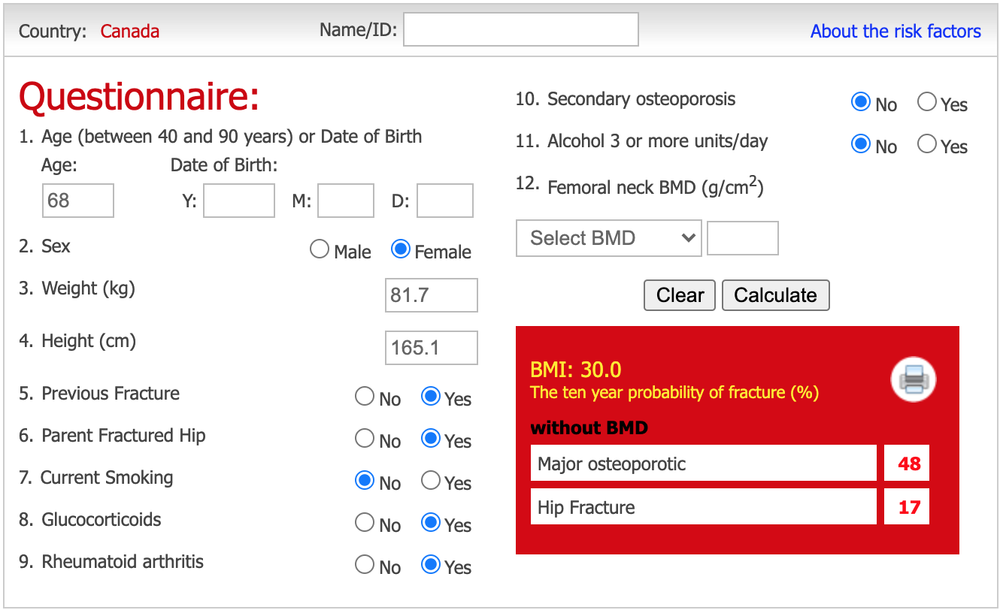 Country: Canada
Name/ID:
About the risk factors
Questionnaire:
1. Age (between 40 and 90 years) or Date of Birth
Age: Date of Birth:
68 Y: M: D:
2. Sex Male Female
3. Weight (kg) 81.7
4. Height (cm) 165.1
5. Previous Fracture No Yes
6. Parent Fractured Hip No Yes
7. Current Smoking No Yes
8. Glucocorticoids No Yes
9. Rheumatoid arthritis No Yes
10. Secondary osteoporosis No Yes
11. Alcohol 3 or more units/day No Yes
12. Femoral neck BMD (g/cm²)
Select BMD
Clear Calculate
BMI: 30.0
The ten year probability of fracture (%)
without BMD
Major osteoporotic 48
Hip Fracture 17